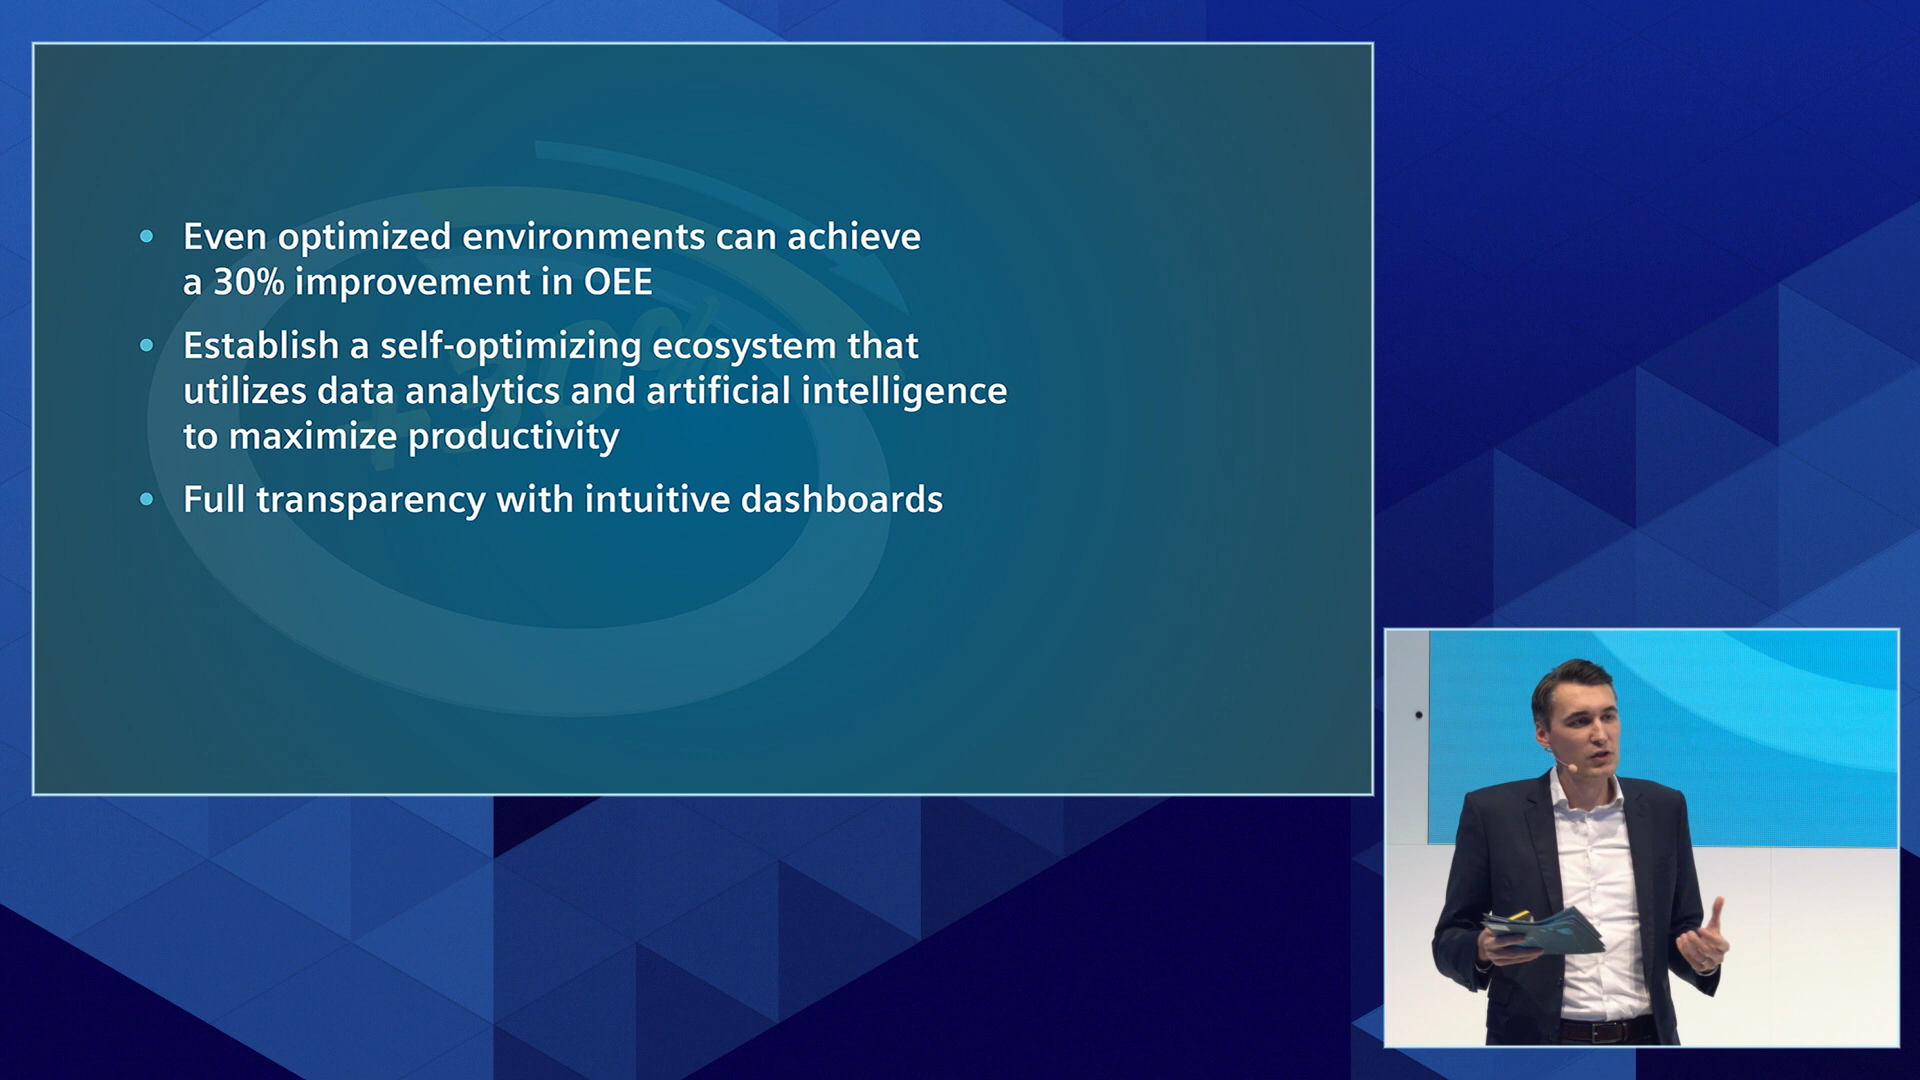 • Even optimized environments can achieve
a 30% improvement in OEE
• Establish a self-optimizing ecosystem that
utilizes data analytics and artificial intelligence
to maximize productivity
• Full transparency with intuitive dashboards
+30%